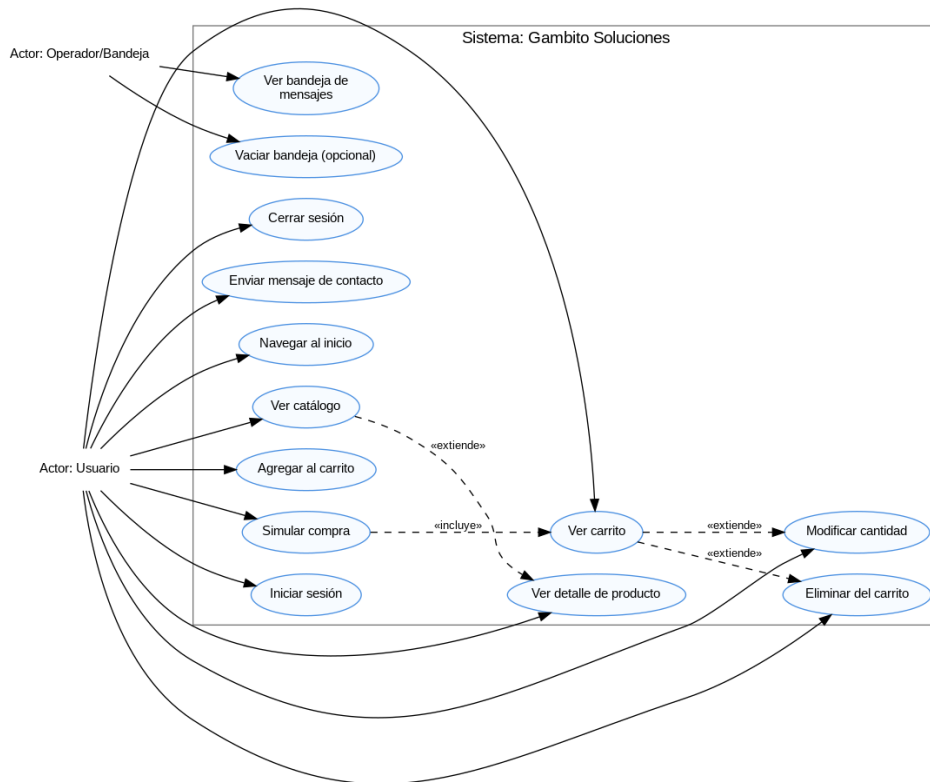 Sistema: Gambito Soluciones
Actor: Operador/Bandeja
Ver bandeja de
mensajes
Vaciar bandeja (opcional)
Cerrar sesión
Enviar mensaje de contacto
Navegar al inicio
Ver catálogo
«extiende»
Actor: Usuario
Agregar al carrito
Simular compra
«incluye»
Ver carrito
«extiende»
Modificar cantidad
«extiende»
Iniciar sesión
Ver detalle de producto
Eliminar del carrito